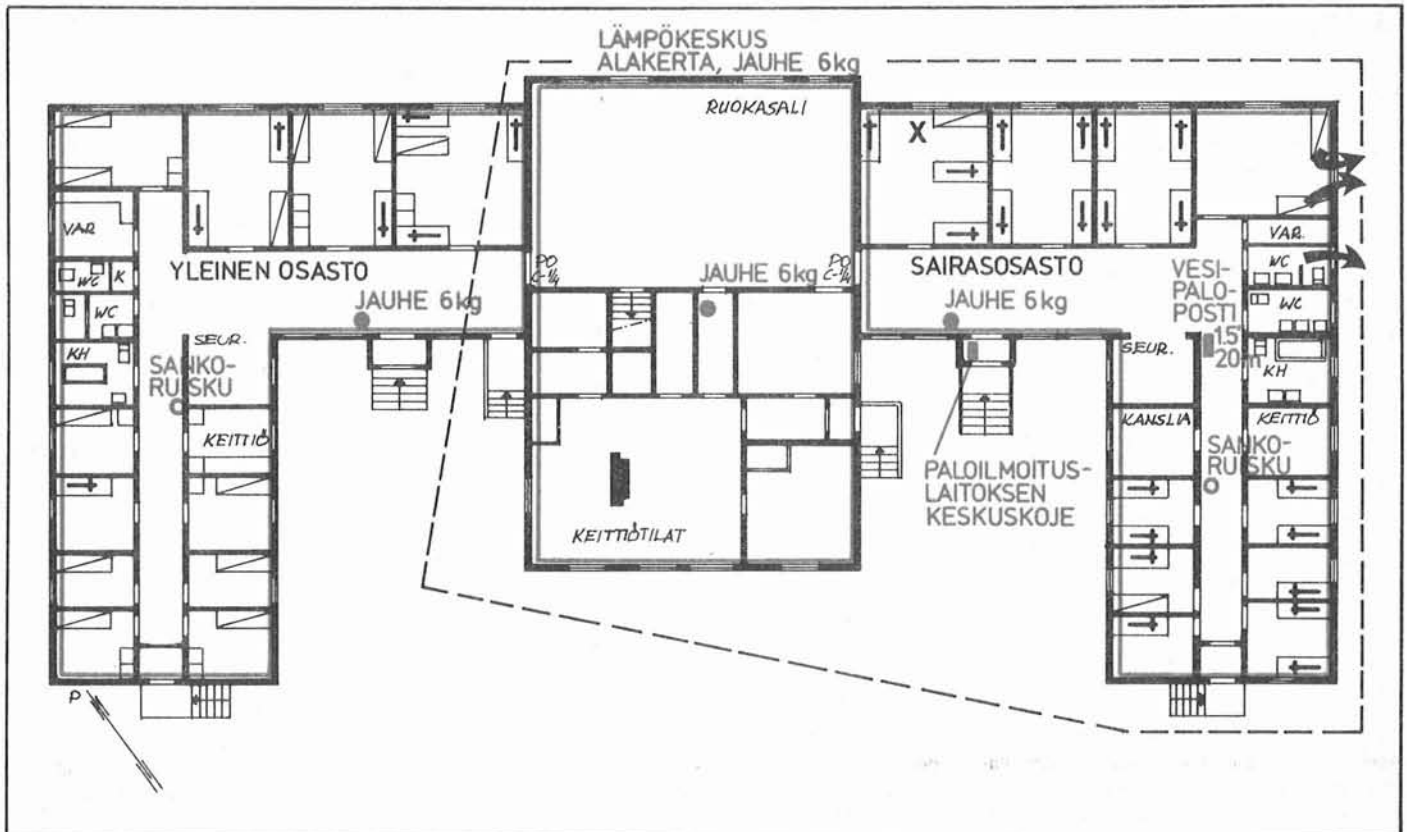 LÄMPÖKESKUS
ALAKERTA, JAUHE 6kg
RUOKASALI
X
VAR
WC
K
WC
KH
YLEINEN OSASTO
JAUHE 6kg
SEUR.
SANKO-
RUISKU
KEITTIÖ
PO
C-¼
JAUHE 6kg
PO
C-¼
KEITTIÖTILAT
SAIRASOSASTO
JAUHE 6kg
VESI-
PALO-
POSTI
1.5"
20m
VAR.
WC
WC
KH
SEUR.
KANSLIA
KEITTIÖ
SANKO-
RUISKU
PALOILMOITUS-
LAITOKSEN
KESKUSKOJE
P